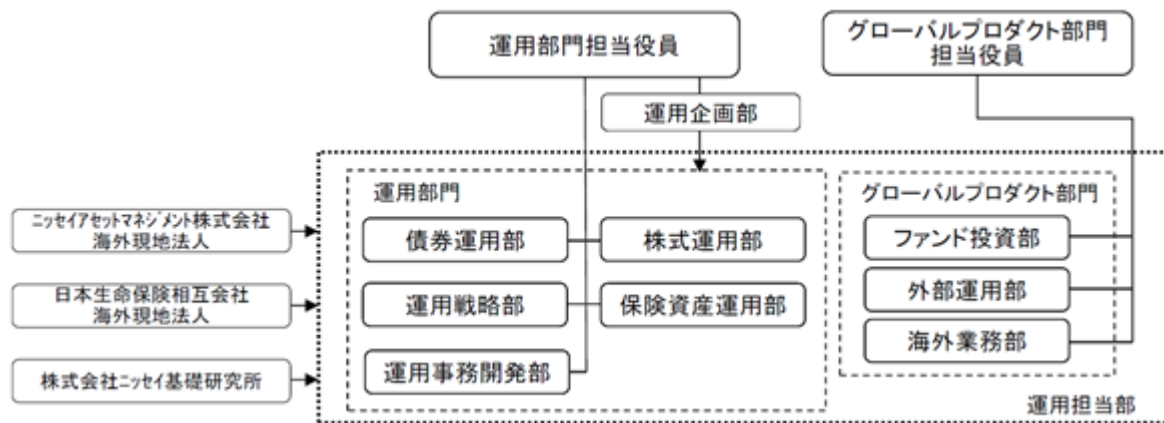 運用部門担当役員
グローバルプロダクト部門
担当役員
運用企画部
運用部門
グローバルプロダクト部門
ニッセイアセットマネジメント株式会社
海外現地法人
債券運用部
株式運用部
ファンド投資部
日本生命保険相互会社
海外現地法人
運用戦略部
保険資産運用部
外部運用部
海外業務部
株式会社ニッセイ基礎研究所
運用事務開発部
運用担当部